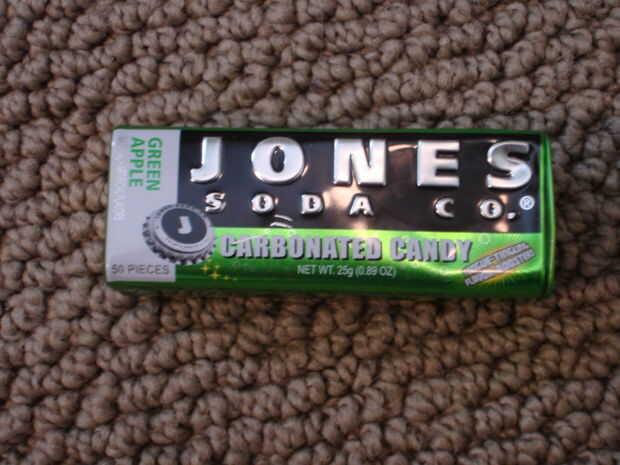 GREEN
APPLE
JONES
SODA CO.®
J
CARBONATED CANDY
50 PIECES
NET WT. 25g (0.89 OZ)